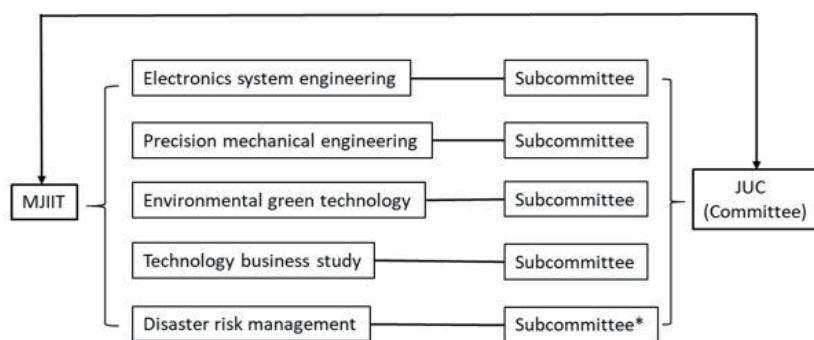 Electronics system engineering
Subcommittee
Precision mechanical engineering
Subcommittee
MJIIT
Environmental green technology
Subcommittee
JUC
(Committee)
Technology business study
Subcommittee
Disaster risk management
Subcommittee*